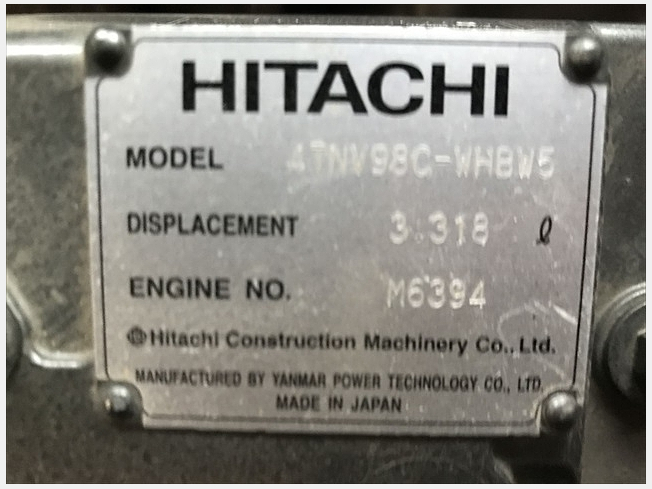 HITACHI
MODEL 4TNV98C-WHBW5
DISPLACEMENT 3.318 ℓ
ENGINE NO. M6394
©Hitachi Construction Machinery Co., Ltd.
MANUFACTURED BY YANMAR POWER TECHNOLOGY CO., LTD.
MADE IN JAPAN